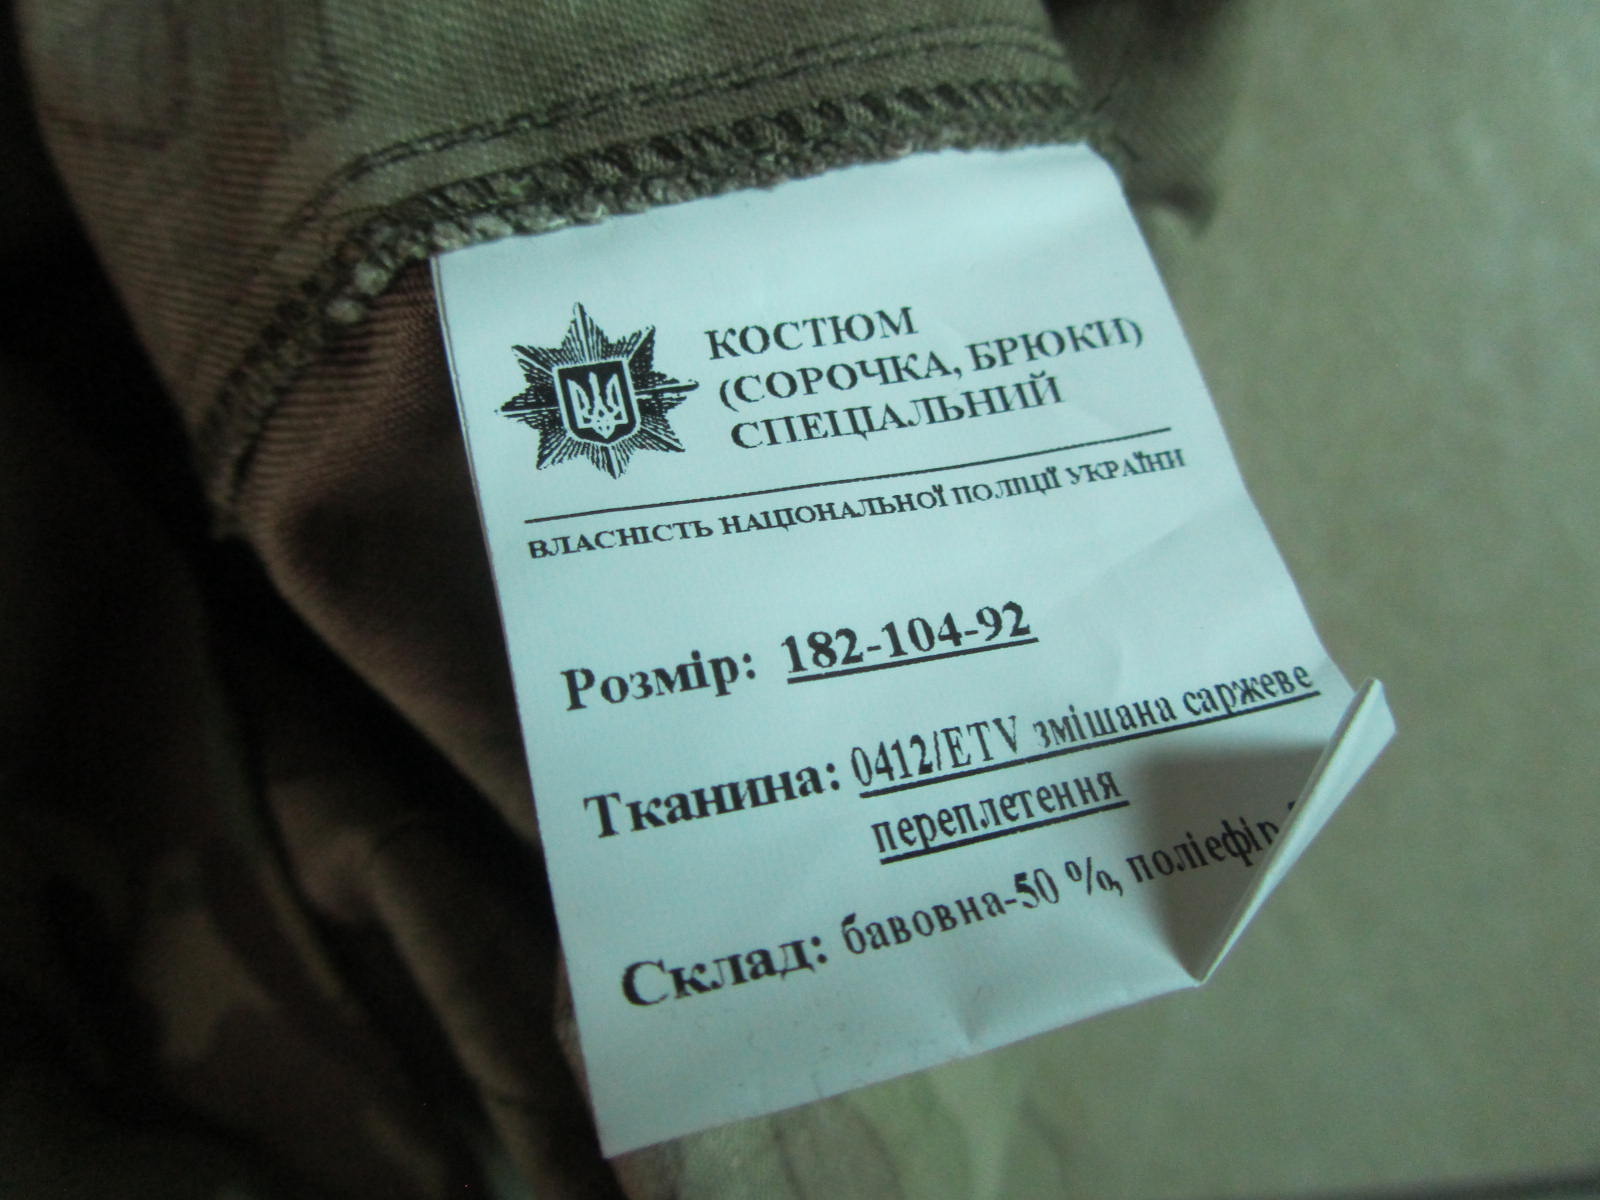 КОСТЮМ
(СОРОЧКА, БРЮКИ)
СПЕЦІАЛЬНИЙ
ВЛАСНІСТЬ НАЦІОНАЛЬНОЇ ПОЛІЦІЇ УКРАЇНИ
Розмір: 182-104-92
Тканина: 0412/ETV змішана саржеве
переплетення
Склад: бавовна-50 %, поліефір